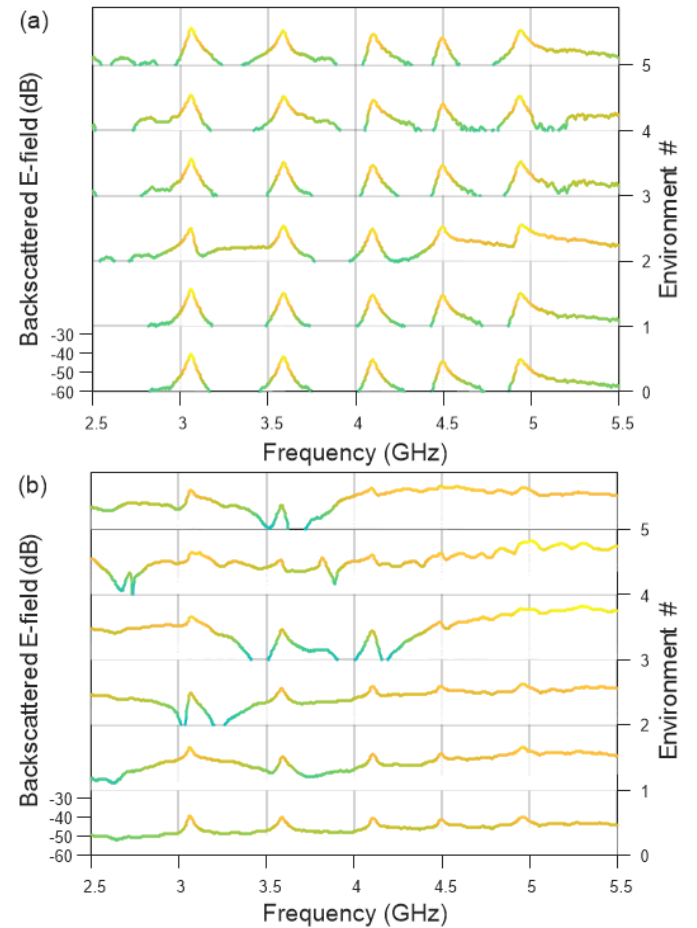 (a)
Backscattered E-field (dB)
5
4
3
2
1
0
Environment #
-30
-40
-50
-60
2.5 3 3.5 4 4.5 5 5.5
Frequency (GHz)
(b)
Backscattered E-field (dB)
5
4
3
2
1
0
Environment #
-30
-40
-50
-60
2.5 3 3.5 4 4.5 5 5.5
Frequency (GHz)